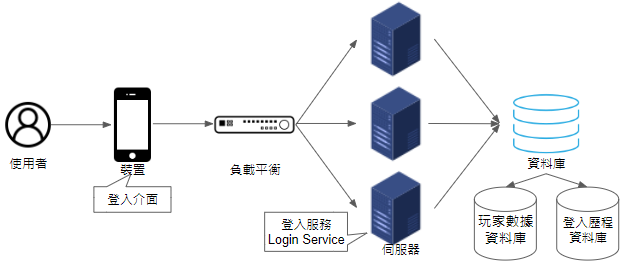 使用者
裝置
登入介面
負載平衡
登入服務
Login Service
伺服器
資料庫
玩家數據
資料庫
登入歷程
資料庫